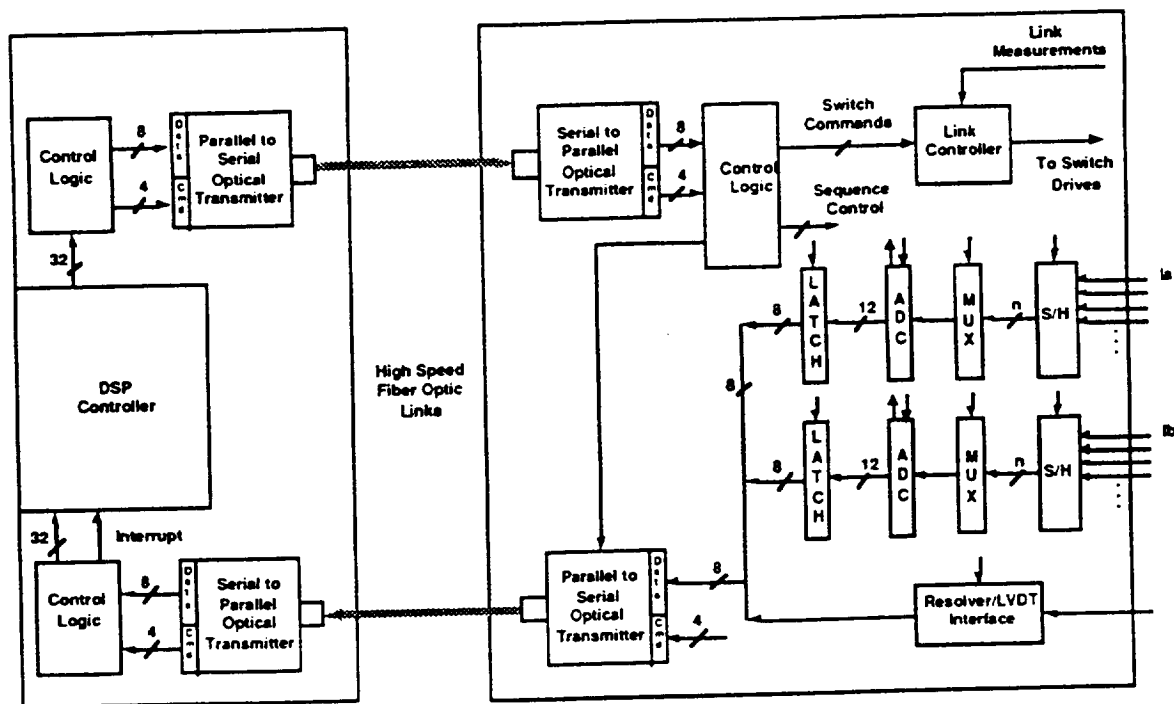 Link
Measurements
Control
Logic
8
4
Data
Cmd
Parallel to
Serial
Optical
Transmitter
Serial to
Parallel
Optical
Transmitter
Data
Cmd
8
4
Control
Logic
Switch
Commands
Link
Controller
To Switch
Drives
Sequence
Control
32
DSP
Controller
High Speed
Fiber Optic
Links
8
LATCH
12
ADC
MUX
n
S/H
Ia
8
8
LATCH
12
ADC
MUX
n
S/H
32
Interrupt
Control
Logic
8
4
Data
Cmd
Serial to
Parallel
Optical
Transmitter
Parallel to
Serial
Optical
Transmitter
Data
Cmd
8
4
Resolver/LVDT
Interface